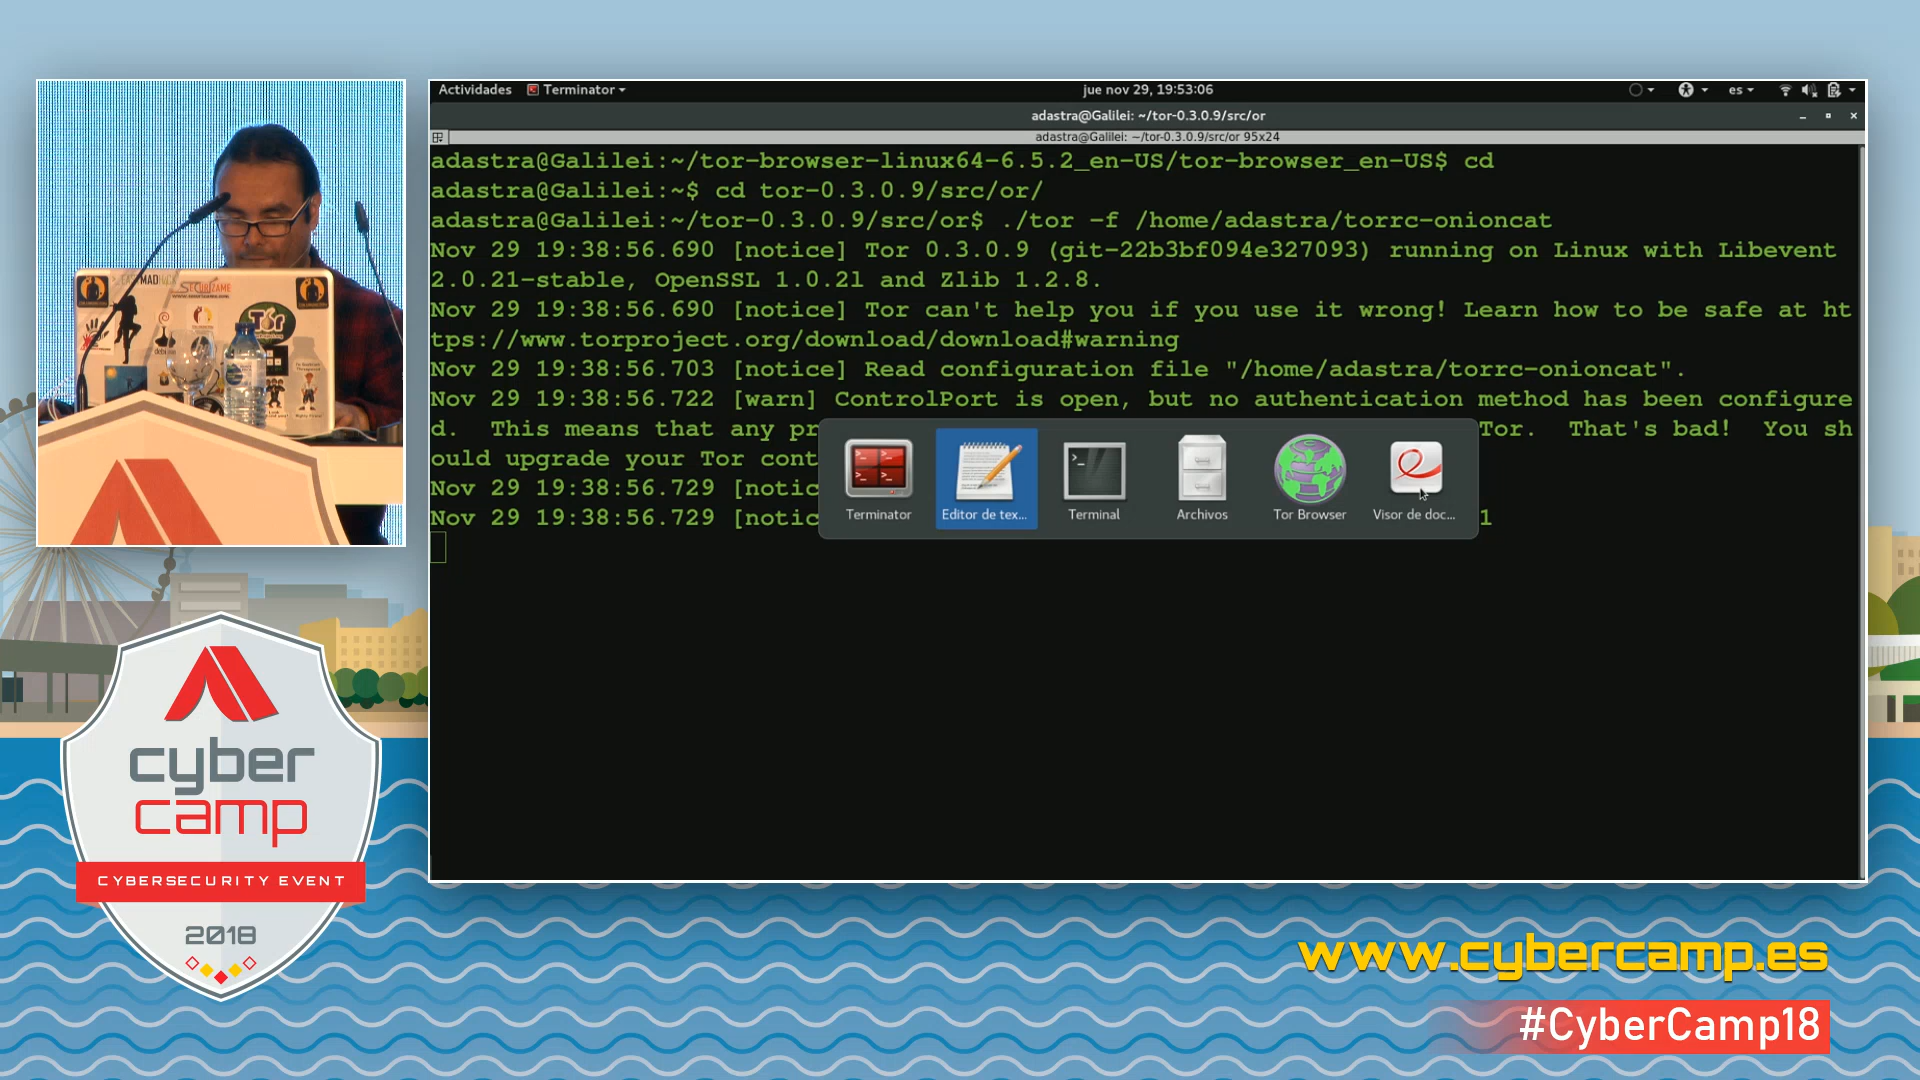 Actividades Terminator jue nov 29, 19:53:06 es
adastra@Galilei: ~/tor-0.3.0.9/src/or
adastra@Galilei: ~/tor-0.3.0.9/src/or 95x24
adastra@Galilei:~/tor-browser-linux64-6.5.2_en-US/tor-browser_en-US$ cd
adastra@Galilei:~$ cd tor-0.3.0.9/src/or/
adastra@Galilei:~/tor-0.3.0.9/src/or$ ./tor -f /home/adastra/torrc-onioncat
Nov 29 19:38:56.690 [notice] Tor 0.3.0.9 (git-22b3bf094e327093) running on Linux with Libevent
2.0.21-stable, OpenSSL 1.0.2l and Zlib 1.2.8.
Nov 29 19:38:56.690 [notice] Tor can't help you if you use it wrong! Learn how to be safe at ht
tps://www.torproject.org/download/download#warning
Nov 29 19:38:56.703 [notice] Read configuration file "/home/adastra/torrc-onioncat".
Nov 29 19:38:56.722 [warn] ControlPort is open, but no authentication method has been configure
d.  This means that any pr Tor.  That's bad!  You sh
ould upgrade your Tor cont
Nov 29 19:38:56.729 [notic
Nov 29 19:38:56.729 [notic 1
Terminator
Editor de tex...
Terminal
Archivos
Tor Browser
Visor de doc...
SECURÍZAME
Tor
cyber
camp
CYBERSECURITY EVENT
2018
www.cybercamp.es
#CyberCamp18